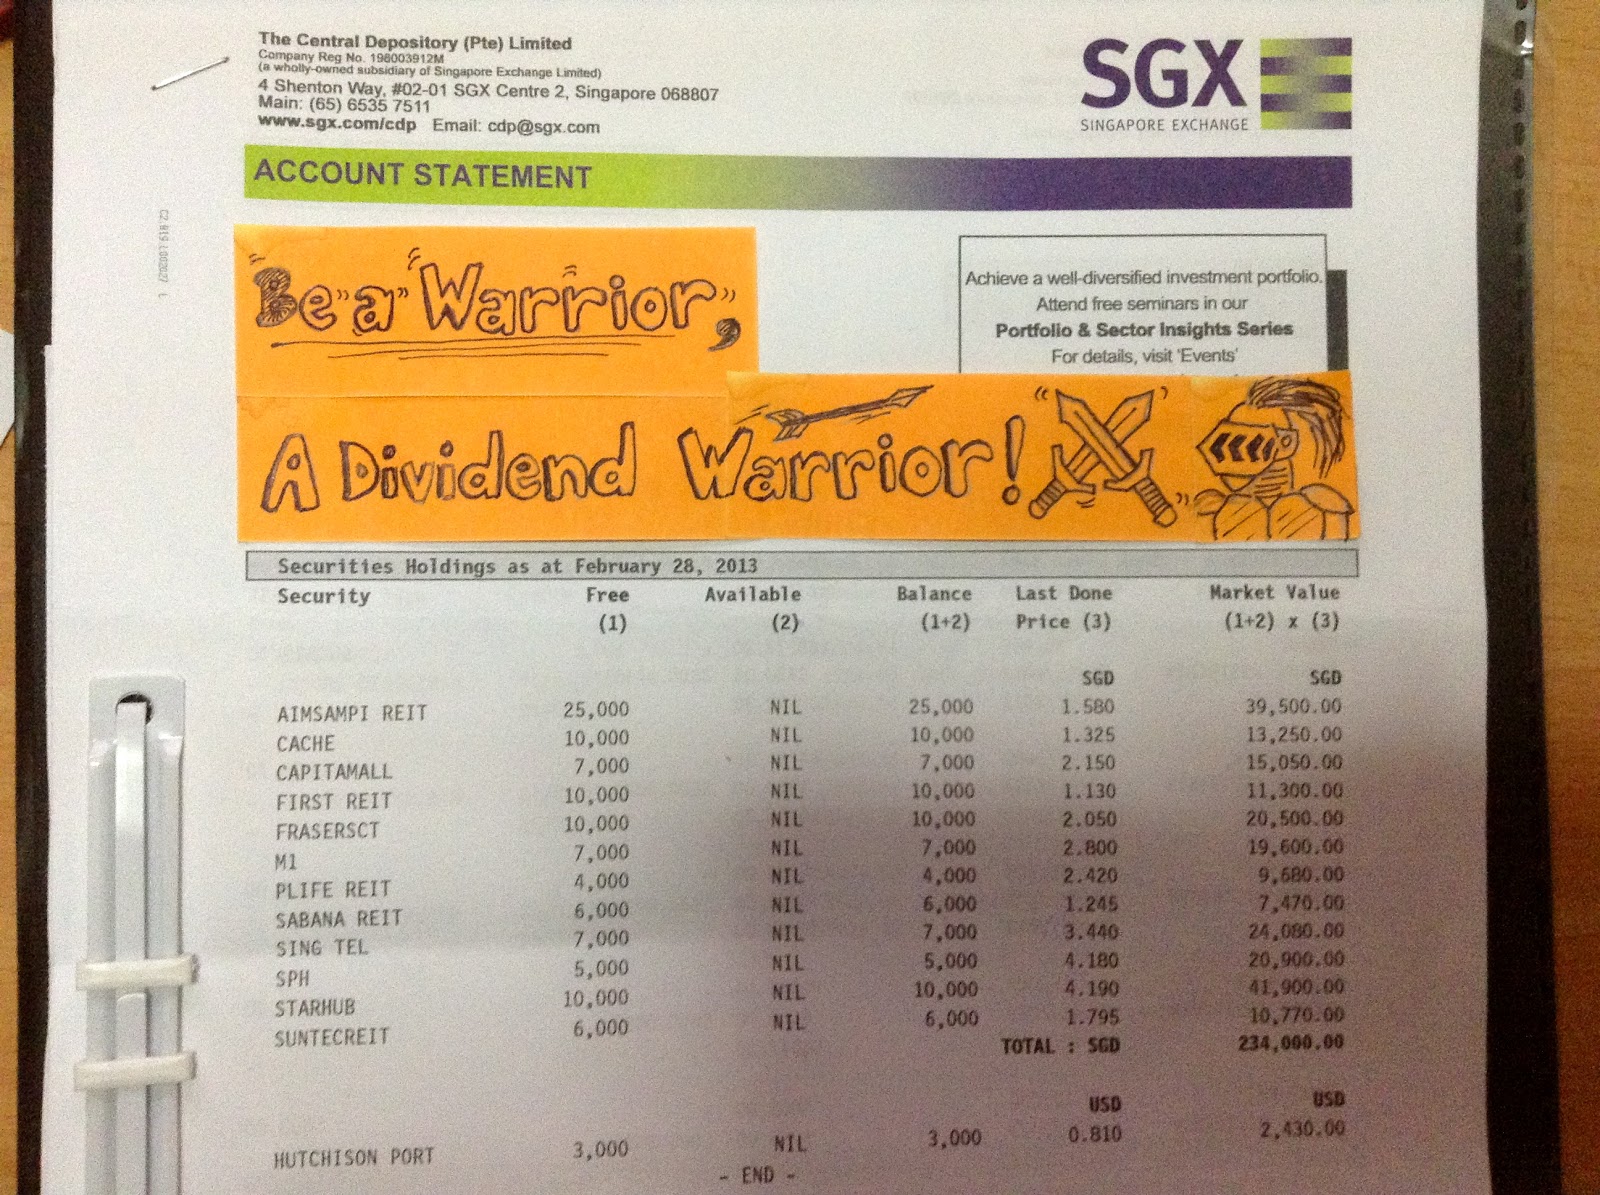 The Central Depository (Pte) Limited
Company Reg No. 198003912M
(a wholly-owned subsidiary of Singapore Exchange Limited)
4 Shenton Way, #02-01 SGX Centre 2, Singapore 068807
Main: (65) 6535 7511
www.sgx.com/cdp Email: cdp@sgx.com
SGX
SINGAPORE EXCHANGE
ACCOUNT STATEMENT
Be a Warrior,
Achieve a well-diversified investment portfolio.
Attend free seminars in our
Portfolio & Sector Insights Series
For details, visit 'Events'
A Dividend Warrior!
Securities Holdings as at February 28, 2013
Security Free Available Balance Last Done Market Value
(1) (2) (1+2) Price (3) (1+2) x (3)
SGD SGD
AIMSAMPI REIT 25,000 NIL 25,000 1.580 39,500.00
CACHE 10,000 NIL 10,000 1.325 13,250.00
CAPITAMALL 7,000 NIL 7,000 2.150 15,050.00
FIRST REIT 10,000 NIL 10,000 1.130 11,300.00
FRASERSCT 10,000 NIL 10,000 2.050 20,500.00
M1 7,000 NIL 7,000 2.800 19,600.00
PLIFE REIT 4,000 NIL 4,000 2.420 9,680.00
SABANA REIT 6,000 NIL 6,000 1.245 7,470.00
SING TEL 7,000 NIL 7,000 3.440 24,080.00
SPH 5,000 NIL 5,000 4.180 20,900.00
STARHUB 10,000 NIL 10,000 4.190 41,900.00
SUNTECREIT 6,000 NIL 6,000 1.795 10,770.00
TOTAL : SGD 234,000.00
USD USD
HUTCHISON PORT 3,000 NIL 3,000 0.810 2,430.00
- END -